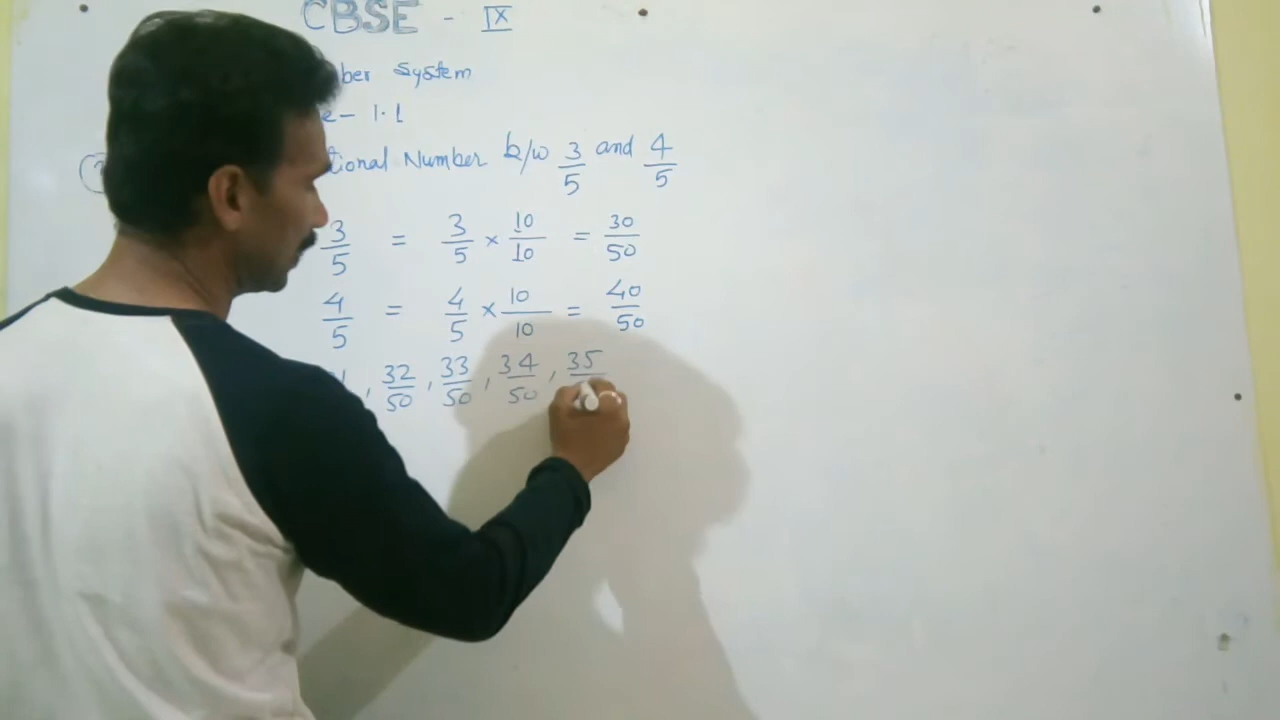 CBSE - IX
ber System
e - 1.1
tional Number b/w 3/5 and 4/5
3/5 = 3/5 × 10/10 = 30/50
4/5 = 4/5 × 10/10 = 40/50
, 32/50, 33/50, 34/50, 35